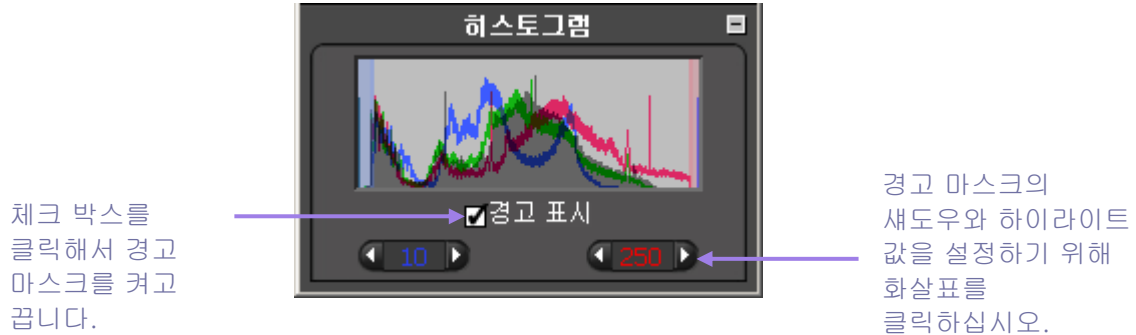 히스토그램
경고 표시
10
250
체크 박스를
클릭해서 경고
마스크를 켜고
끕니다.
경고 마스크의
섀도우와 하이라이트
값을 설정하기 위해
화살표를
클릭하십시오.